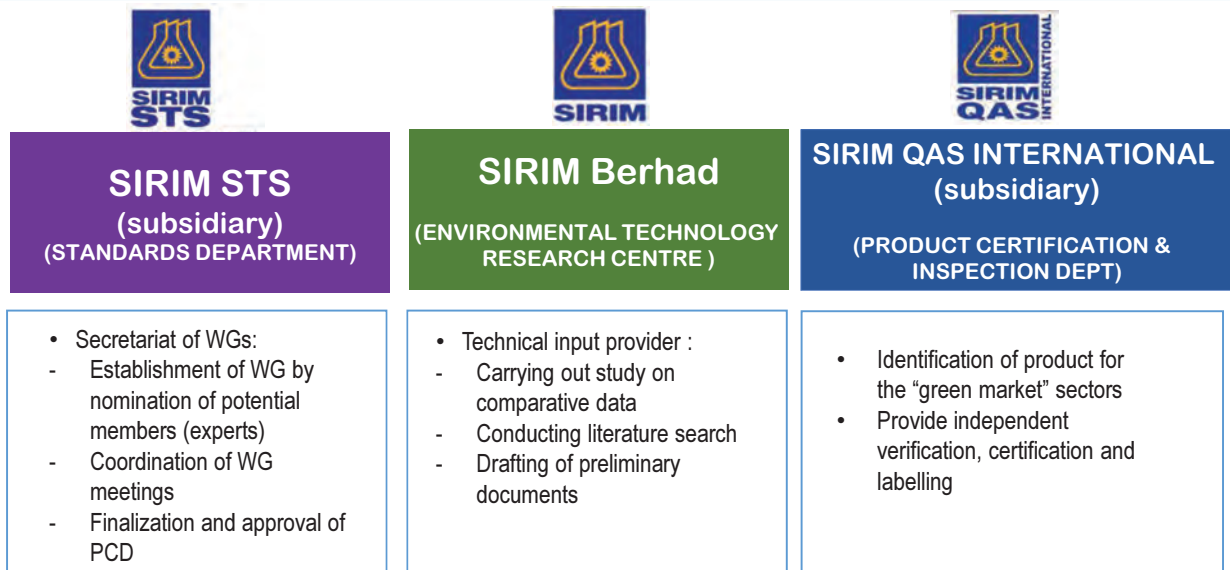 SIRIM
STS
SIRIM STS
(subsidiary)
(STANDARDS DEPARTMENT)
• Secretariat of WGs:
- Establishment of WG by
nomination of potential
members (experts)
- Coordination of WG
meetings
- Finalization and approval of
PCD
SIRIM
SIRIM Berhad
(ENVIRONMENTAL TECHNOLOGY
RESEARCH CENTRE )
• Technical input provider :
- Carrying out study on
comparative data
- Conducting literature search
- Drafting of preliminary
documents
SIRIM
QAS
INTERNATIONAL
SIRIM QAS INTERNATIONAL
(subsidiary)
(PRODUCT CERTIFICATION &
INSPECTION DEPT)
• Identification of product for
the “green market” sectors
• Provide independent
verification, certification and
labelling